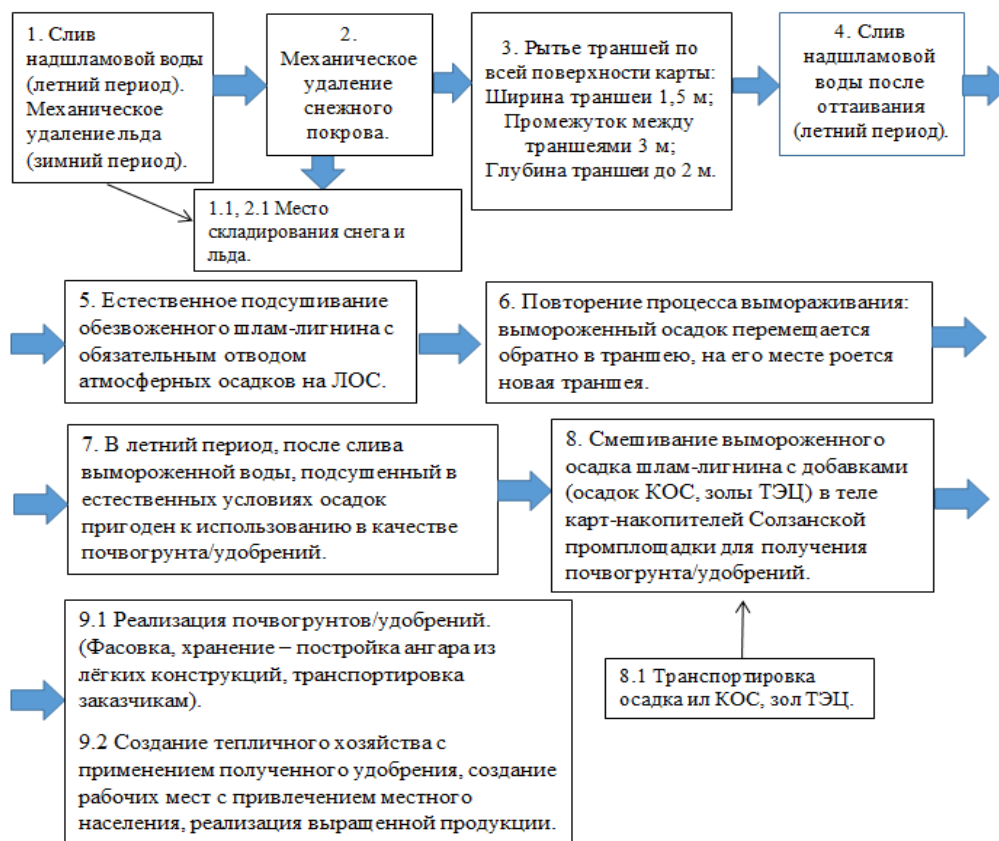 1. Слив
надшламовой воды
(летний период).
Механическое
удаление льда
(зимний период).
2.
Механическое
удаление
снежного
покрова.
3. Рытье траншей по
всей поверхности карты:
Ширина траншеи 1,5 м;
Промежуток между
траншеями 3 м;
Глубина траншеи до 2 м.
4. Слив
надшламовой
воды после
оттаивания
(летний период).
1.1, 2.1 Место
складирования снега и
льда.
5. Естественное подсушивание
обезвоженного шлам-лигнина с
обязательным отводом
атмосферных осадков на ЛОС.
6. Повторение процесса вымораживания:
вымороженный осадок перемещается
обратно в траншею, на его месте роется
новая траншея.
7. В летний период, после слива
вымороженной воды, подсушенный в
естественных условиях осадок
пригоден к использованию в качестве
почвогрунта/удобрений.
8. Смешивание вымороженного
осадка шлам-лигнина с добавками
(осадок КОС, золы ТЭЦ) в теле
карт-накопителей Солзанской
промплощадки для получения
почвогрунта/удобрений.
8.1 Транспортировка
осадка ил КОС, зол ТЭЦ.
9.1 Реализация почвогрунтов/удобрений.
(Фасовка, хранение – постройка ангара из
лёгких конструкций, транспортировка
заказчикам).
9.2 Создание тепличного хозяйства с
применением полученного удобрения, создание
рабочих мест с привлечением местного
населения, реализация выращенной продукции.